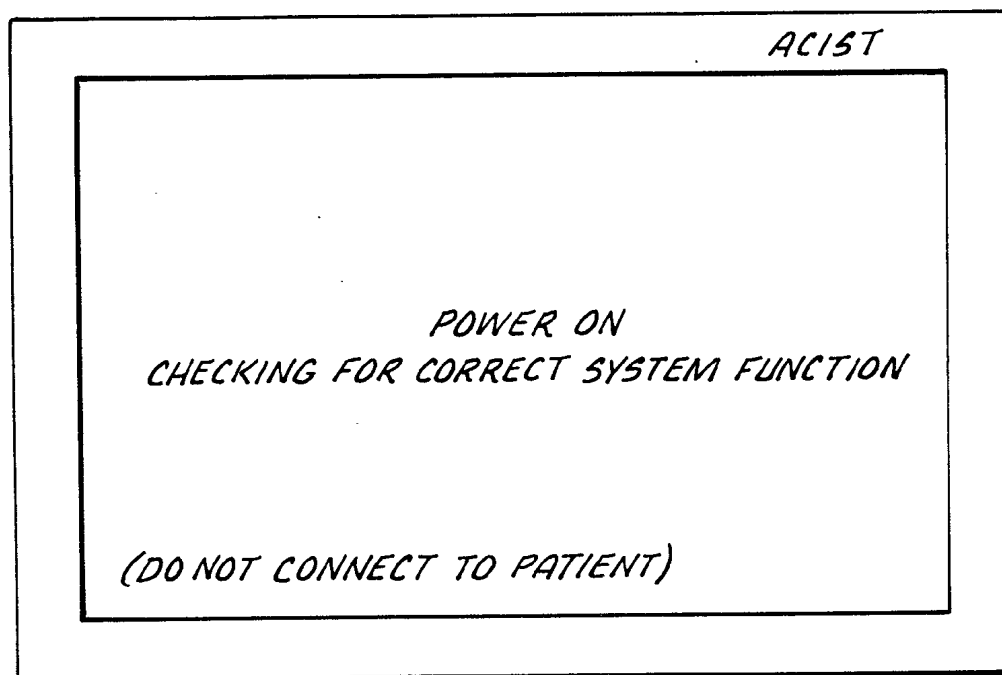 ACIST
POWER ON
CHECKING FOR CORRECT SYSTEM FUNCTION
(DO NOT CONNECT TO PATIENT)